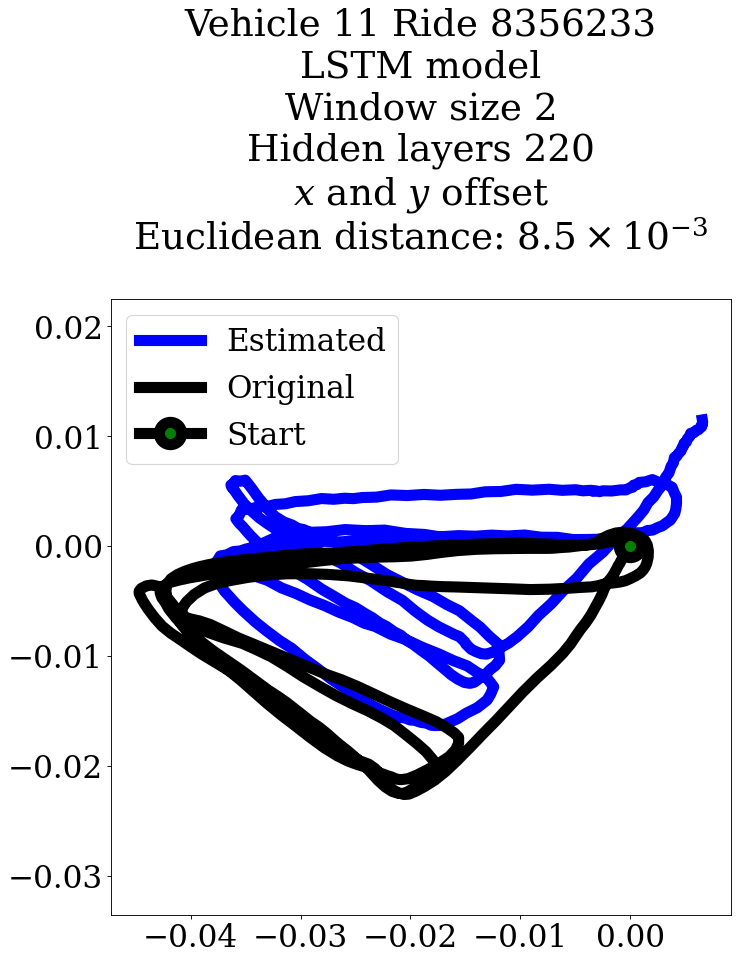 Vehicle 11 Ride 8356233
LSTM model
Window size 2
Hidden layers 220
x and y offset
Euclidean distance: 8.5 × 10⁻³
Estimated
Original
Start
0.02
0.01
0.00
−0.01
−0.02
−0.03
−0.04 −0.03 −0.02 −0.01 0.00